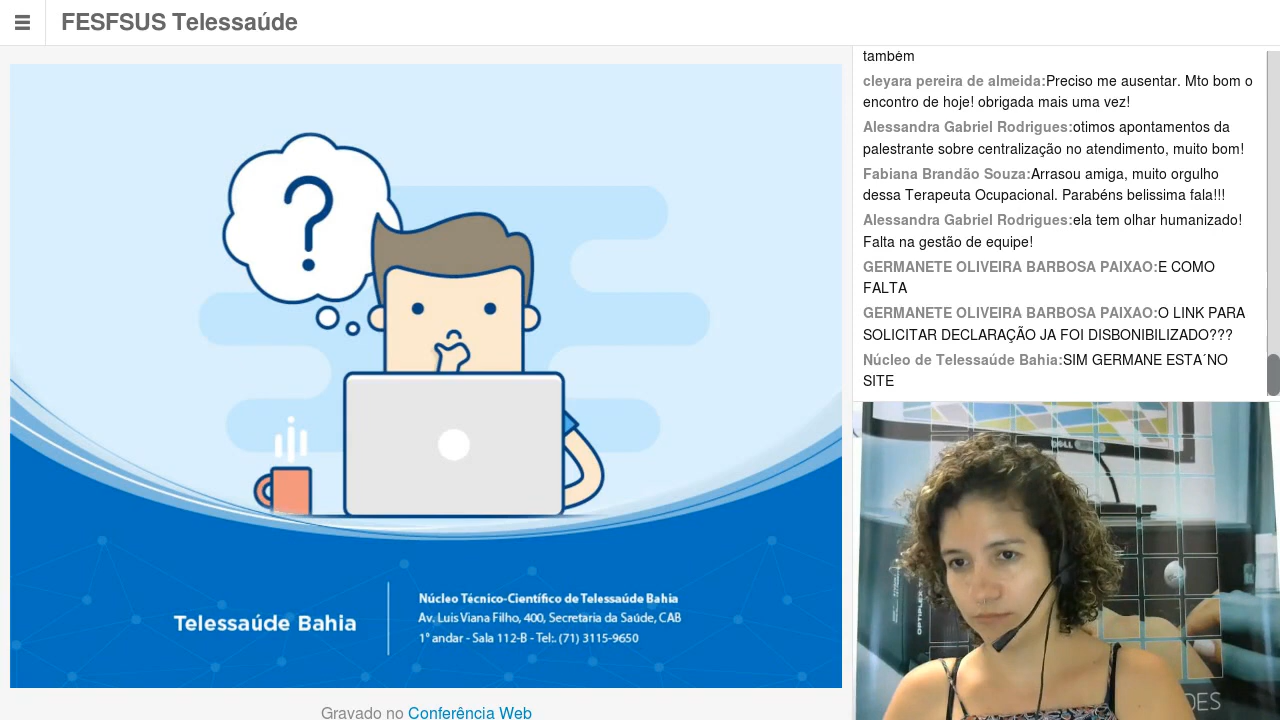 FESFSUS Telessaúde
?
Telessaúde Bahia
Núcleo Técnico-Científico de Telessaúde Bahia
Av. Luis Viana Filho, 400, Secretaria da Saúde, CAB
1º andar - Sala 112-B - Tel:. (71) 3115-9650
Gravado no Conferência Web
também
cleyara pereira de almeida:Preciso me ausentar. Mto bom o
encontro de hoje! obrigada mais uma vez!
Alessandra Gabriel Rodrigues:otimos apontamentos da
palestrante sobre centralização no atendimento, muito bom!
Fabiana Brandão Souza:Arrasou amiga, muito orgulho
dessa Terapeuta Ocupacional. Parabéns belissima fala!!!
Alessandra Gabriel Rodrigues:ela tem olhar humanizado!
Falta na gestão de equipe!
GERMANETE OLIVEIRA BARBOSA PAIXAO:E COMO
FALTA
GERMANETE OLIVEIRA BARBOSA PAIXAO:O LINK PARA
SOLICITAR DECLARAÇÃO JA FOI DISBONIBILIZADO???
Núcleo de Telessaúde Bahia:SIM GERMANE ESTA´NO
SITE
DELL
OPTIPLEX
DES